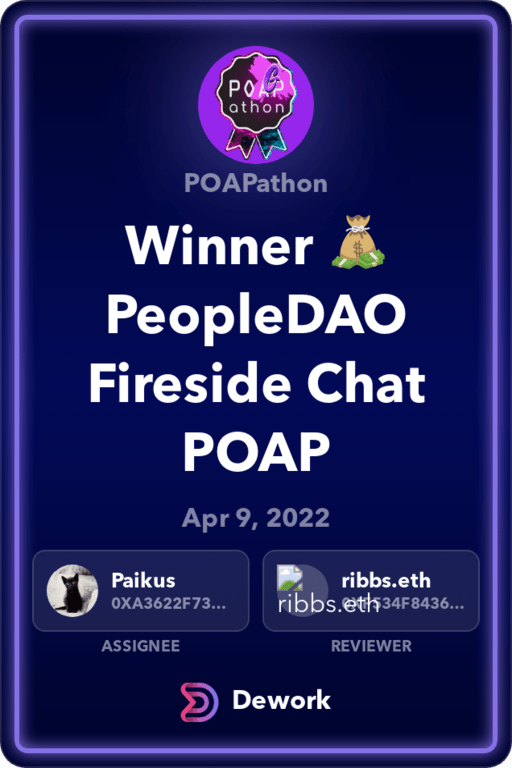 POAP
athon
POAPathon
Winner 💰
PeopleDAO
Fireside Chat
POAP
Apr 9, 2022
Paikus
0XA3622F73...
ribbs.eth
ribbs.eth
ASSIGNEE
REVIEWER
Dework